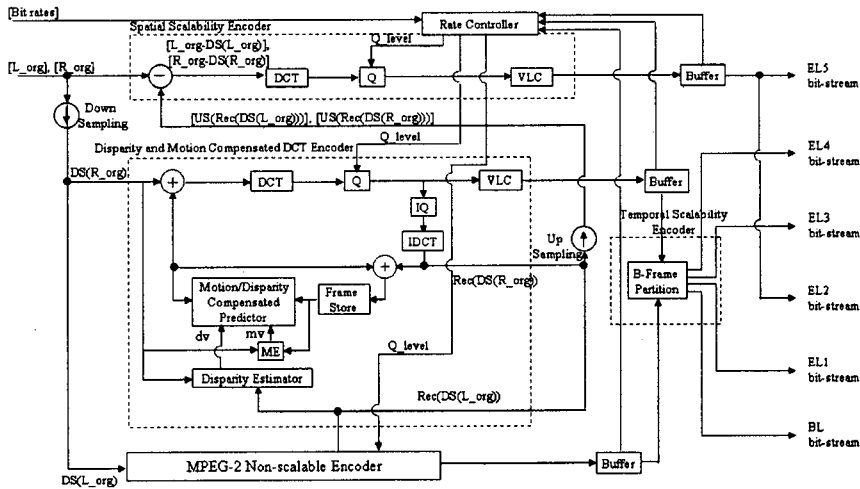 [Bit rates]
Rate Controller
Spatial Scalability Encoder
[L_org-DS(L_org)],
[R_org-DS(R_org)]
Q_level
[L_org], [R_org]
DCT
Q
VLC
Buffer
EL5
bit-stream
Down
Sampling
[US(Rec(DS(L_org)))], [US(Rec(DS(R_org)))]
Q_level
Disparity and Motion Compensated DCT Encoder
EL4
bit-stream
DS(R_org)
DCT
Q
VLC
Buffer
IQ
Temporal Scalability
Encoder
EL3
bit-stream
IDCT
Up
Sampling
Rec(DS(R_org))
B-Frame
Partition
Motion/Disparity
Compensated
Predictor
Frame
Store
EL2
bit-stream
dv
mv
ME
Q_level
Disparity Estimator
EL1
bit-stream
Rec(DS(L_org))
BL
bit-stream
MPEG-2 Non-scalable Encoder
Buffer
DS(L_org)